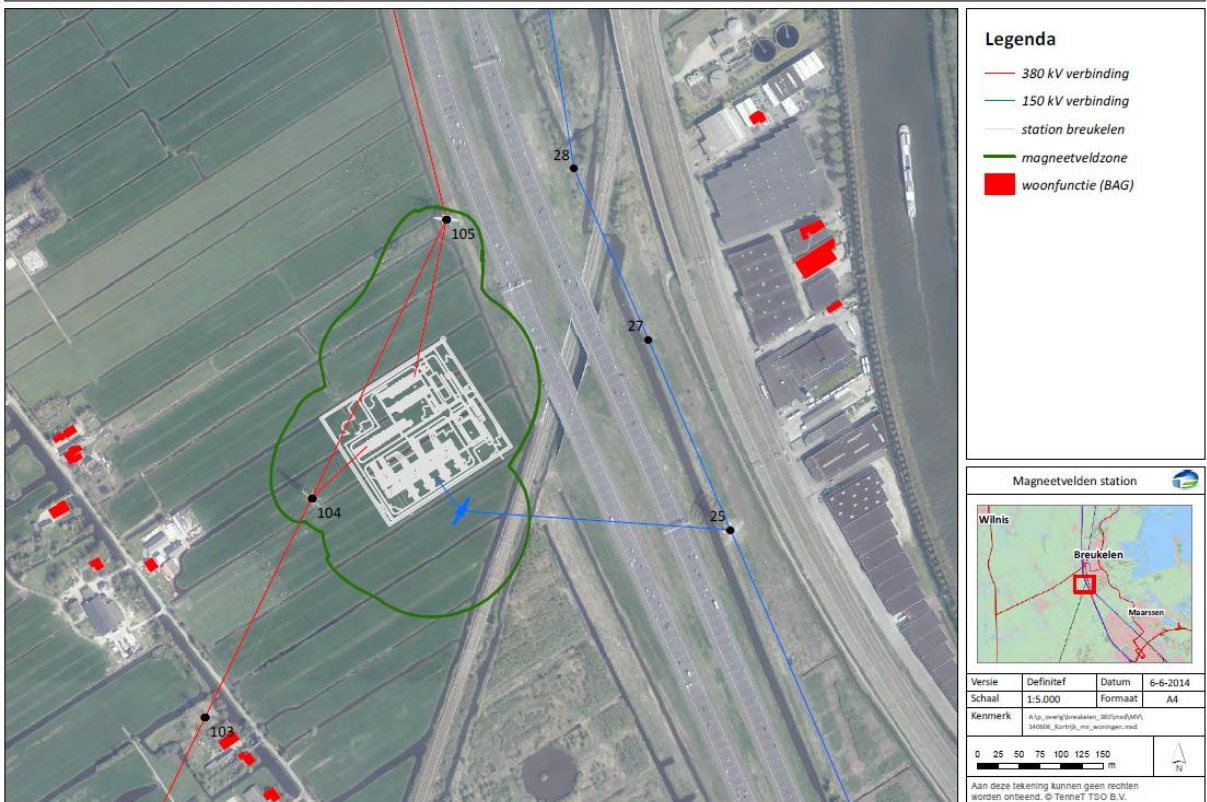 28
105
27
25
104
103
Legenda
380 kV verbinding
150 kV verbinding
station breukelen
magneetveldzone
woonfunctie (BAG)
Magneetvelden station
Wilnis
Breukelen
Maarssen
Versie Definitef Datum 6-6-2014
Schaal 1:5.000 Formaat A4
Kenmerk
0 25 50 75 100 125 150
m
N
Aan deze tekening kunnen geen rechten
worden ontleend. © TenneT TSO B.V.